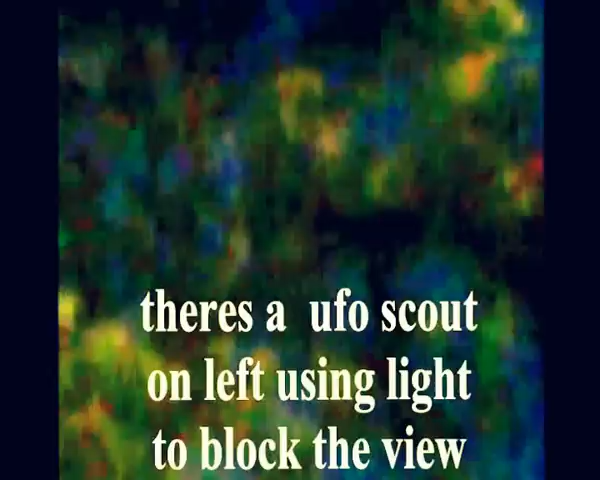 theres a  ufo scout
on left using light
to block the view